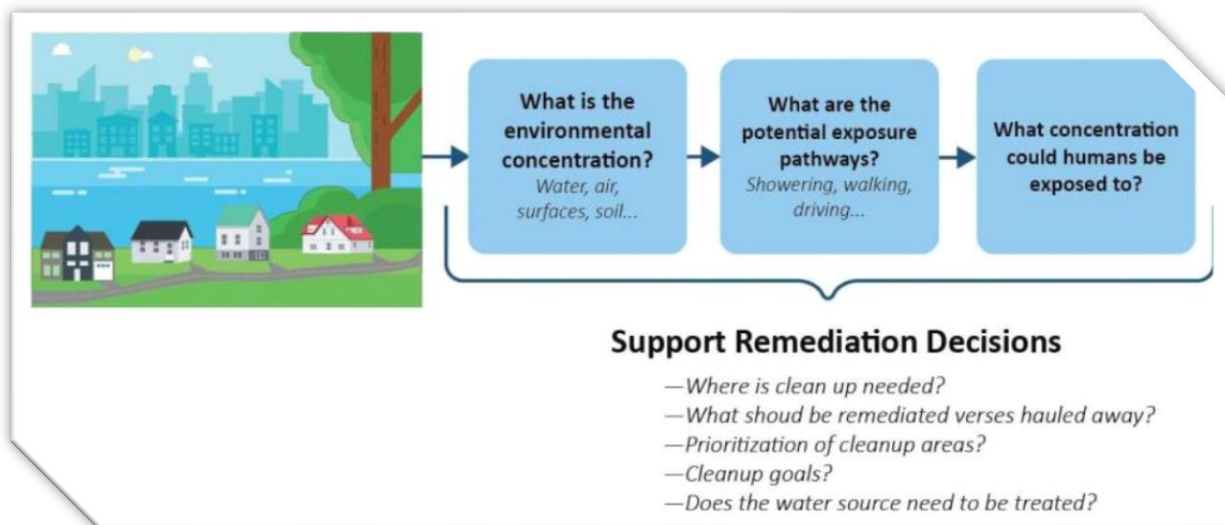 What is the
environmental
concentration?
Water, air,
surfaces, soil...
What are the
potential exposure
pathways?
Showering, walking,
driving...
What concentration
could humans be
exposed to?
Support Remediation Decisions
—Where is clean up needed?
—What shoud be remediated verses hauled away?
—Prioritization of cleanup areas?
—Cleanup goals?
—Does the water source need to be treated?